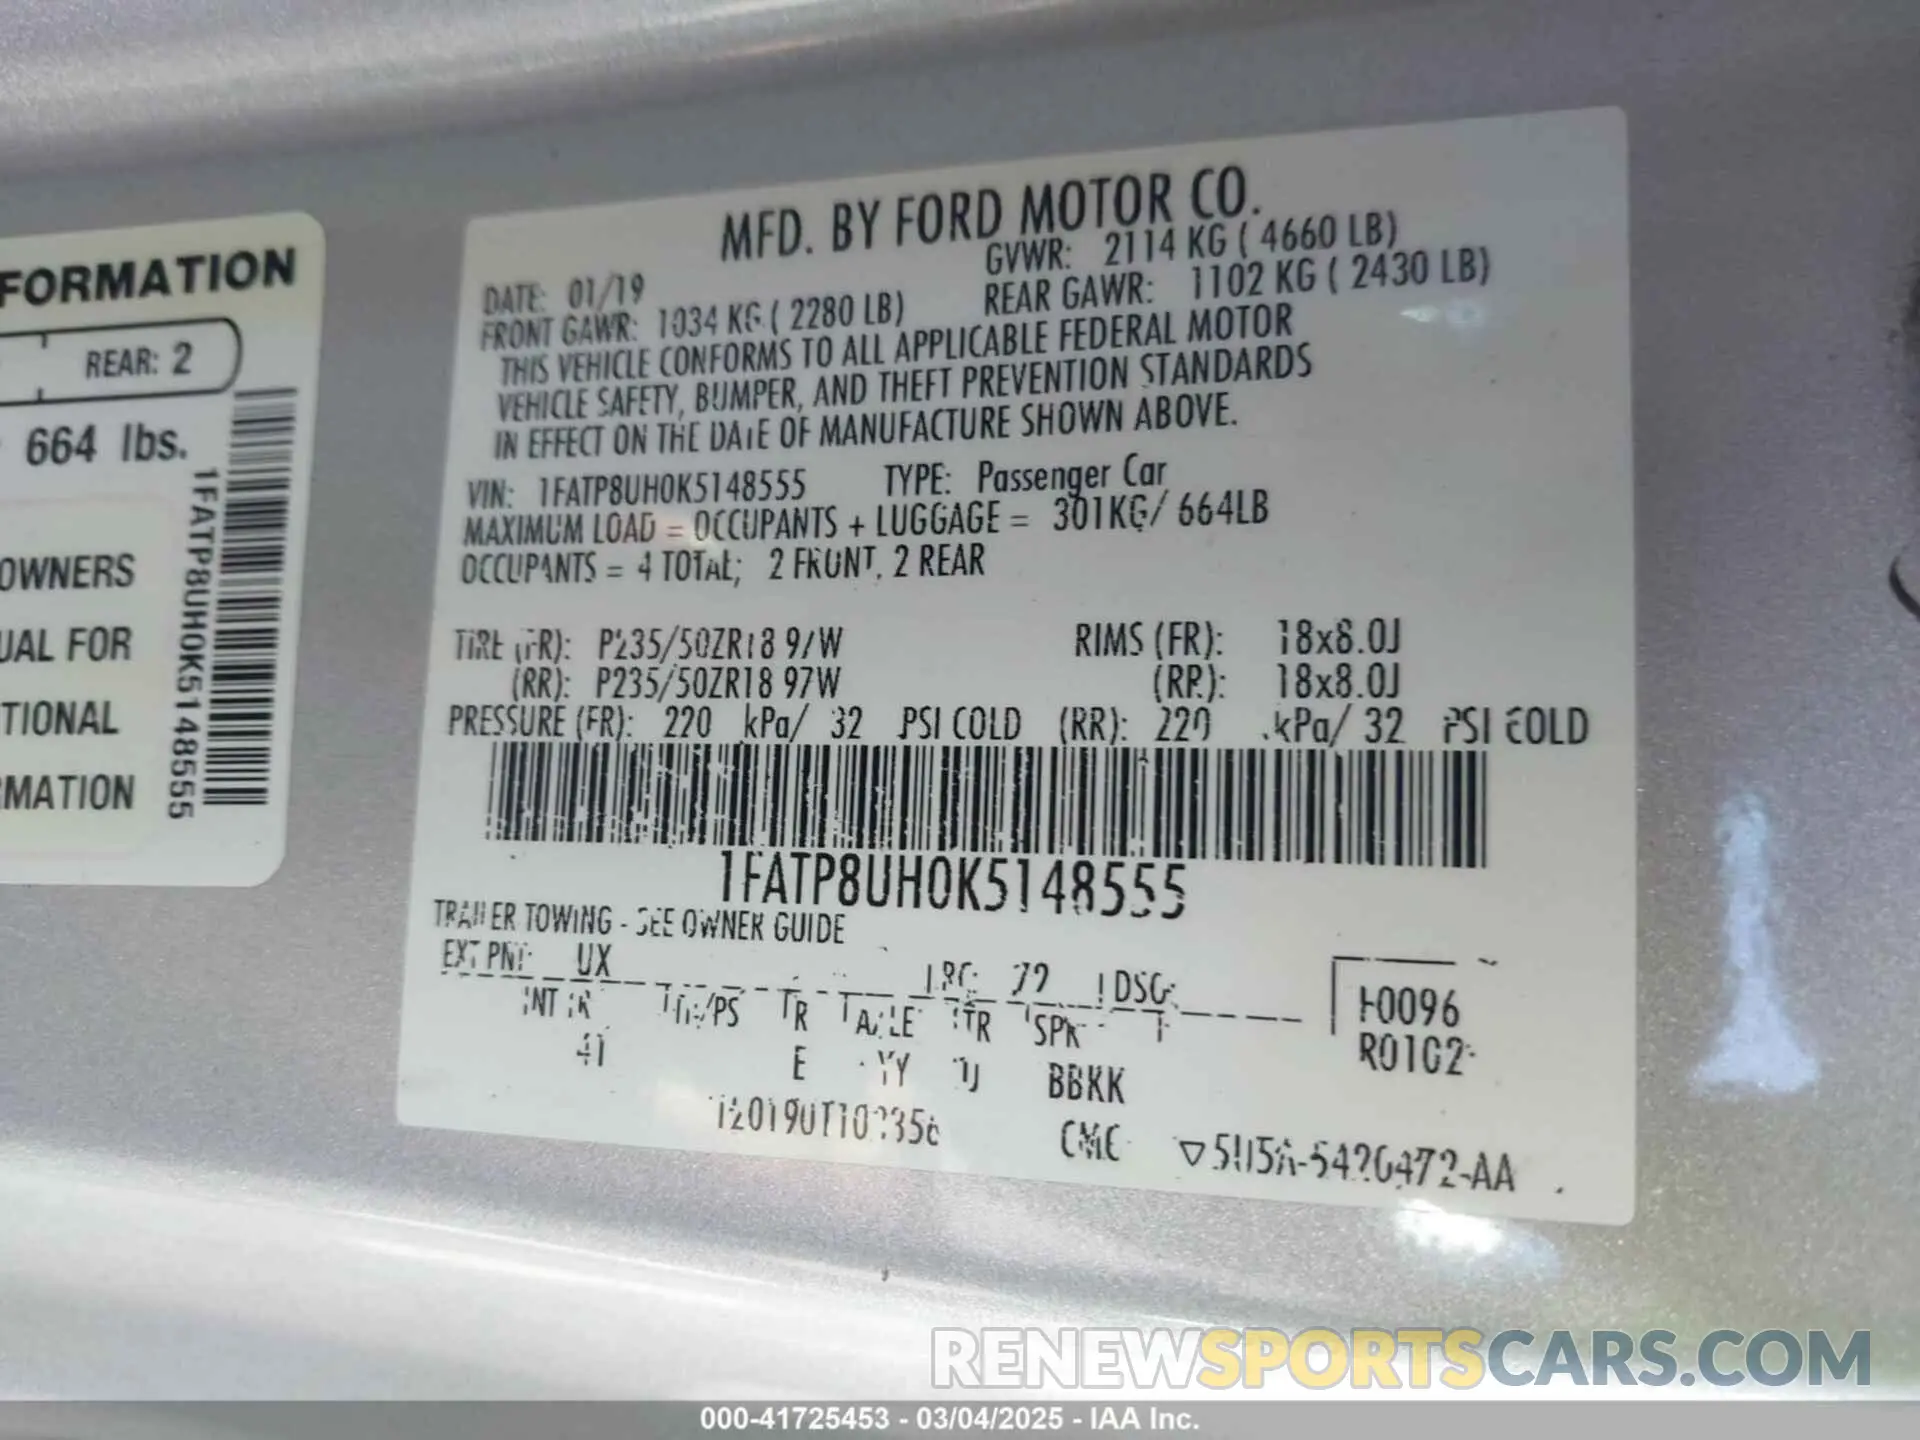 FORMATION
REAR: 2
664 lbs.
OWNERS
UAL FOR
TIONAL
RMATION
1FATP8UH0K5148555
MFD. BY FORD MOTOR CO.
DATE: 01/19 GVWR: 2114 KG ( 4660 LB)
FRONT GAWR: 1034 KG ( 2280 LB) REAR GAWR: 1102 KG ( 2430 LB)
THIS VEHICLE CONFORMS TO ALL APPLICABLE FEDERAL MOTOR
VEHICLE SAFETY, BUMPER, AND THEFT PREVENTION STANDARDS
IN EFFECT ON THE DATE OF MANUFACTURE SHOWN ABOVE.
VIN: 1FATP8UH0K5148555 TYPE: Passenger Car
MAXIMUM LOAD = OCCUPANTS + LUGGAGE = 301KG/ 664LB
OCCUPANTS = 4 TOTAL; 2 FRONT, 2 REAR
TIRE (FR): P235/50ZR18 97W RIMS (FR): 18x8.0J
(RR): P235/50ZR18 97W (RR): 18x8.0J
PRESSURE (FR): 220 kPa/ 32 PSI COLD (RR): 220 kPa/ 32 PSI COLD
1FATP8UH0K5148555
TRAILER TOWING - SEE OWNER GUIDE
EXT PNT: UX DSO:
INT TR TP/PS R AXLE TR SPR
E YY BBKK
F0096
R0102
CMC
RENEWSPORTSCARS.COM
000-41725453 - 03/04/2025 - IAA Inc.